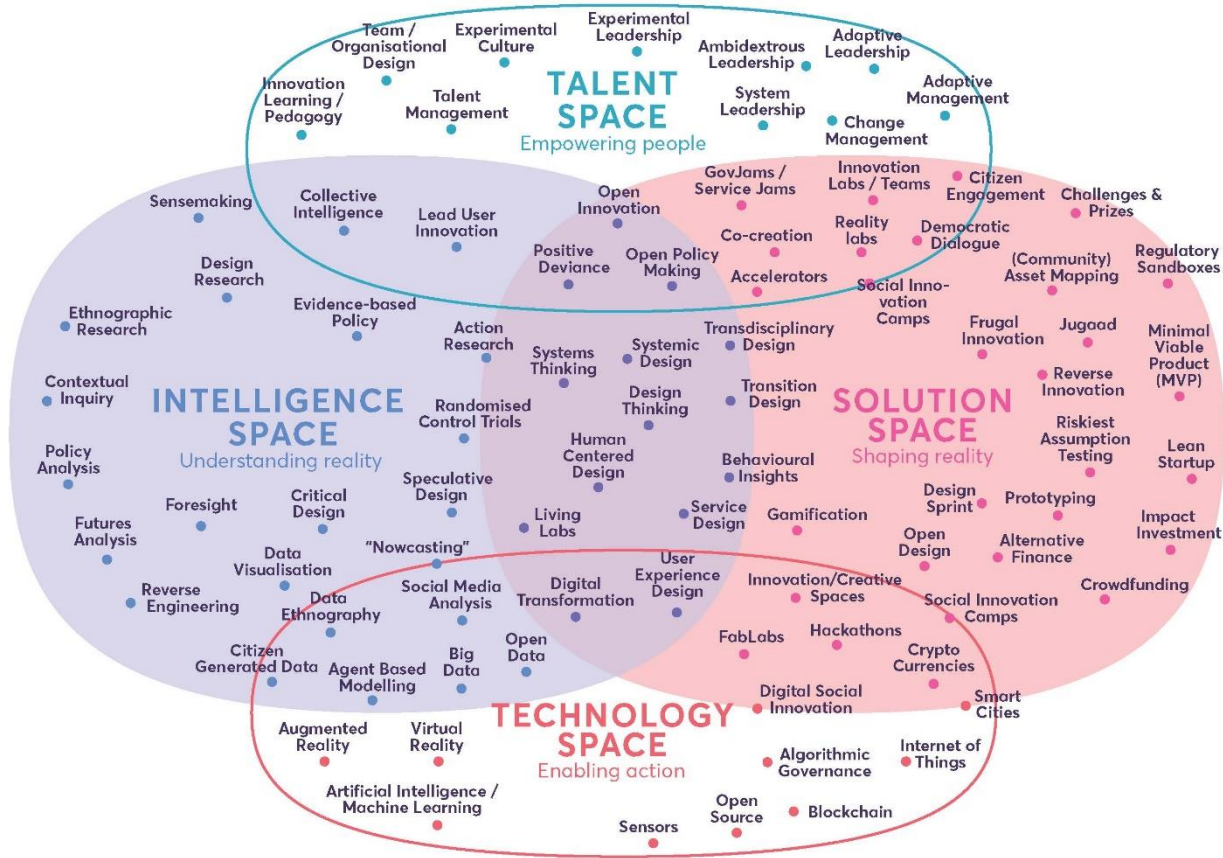 Team /
Organisational
Design
Experimental
Culture
Experimental
Leadership
Ambidextrous
Leadership
Adaptive
Leadership
Innovation
Learning /
Pedagogy
Talent
Management
TALENT
SPACE
Empowering people
System
Leadership
Change
Management
Adaptive
Management
Sensemaking
Collective
Intelligence
Lead User
Innovation
Open
Innovation
GovJams /
Service Jams
Innovation
Labs / Teams
Citizen
Engagement
Challenges &
Prizes
Design
Research
Positive
Deviance
Open Policy
Making
Co-creation
Reality
labs
Democratic
Dialogue
Accelerators
Social Inno-
vation
Camps
(Community)
Asset Mapping
Regulatory
Sandboxes
Ethnographic
Research
Evidence-based
Policy
Action
Research
Systems
Thinking
Systemic
Design
Transdisciplinary
Design
Frugal
Innovation
Jugaad
Minimal
Viable
Product
(MVP)
Contextual
Inquiry
INTELLIGENCE
SPACE
Understanding reality
Randomised
Control Trials
Design
Thinking
Transition
Design
SOLUTION
SPACE
Shaping reality
Reverse
Innovation
Riskiest
Assumption
Testing
Lean
Startup
Policy
Analysis
Foresight
Critical
Design
Speculative
Design
Human
Centered
Design
Behavioural
Insights
Living
Labs
Service
Design
Gamification
Design
Sprint
Prototyping
Impact
Investment
Futures
Analysis
Data
Visualisation
"Nowcasting"
Open
Design
Alternative
Finance
Reverse
Engineering
Data
Ethnography
Social Media
Analysis
Digital
Transformation
User
Experience
Design
Innovation/Creative
Spaces
Social Innovation
Camps
Crowdfunding
Citizen
Generated Data
Agent Based
Modelling
Big
Data
Open
Data
FabLabs
Hackathons
Crypto
Currencies
Digital Social
Innovation
Smart
Cities
Augmented
Reality
Virtual
Reality
TECHNOLOGY
SPACE
Enabling action
Algorithmic
Governance
Internet of
Things
Artificial Intelligence /
Machine Learning
Sensors
Open
Source
Blockchain